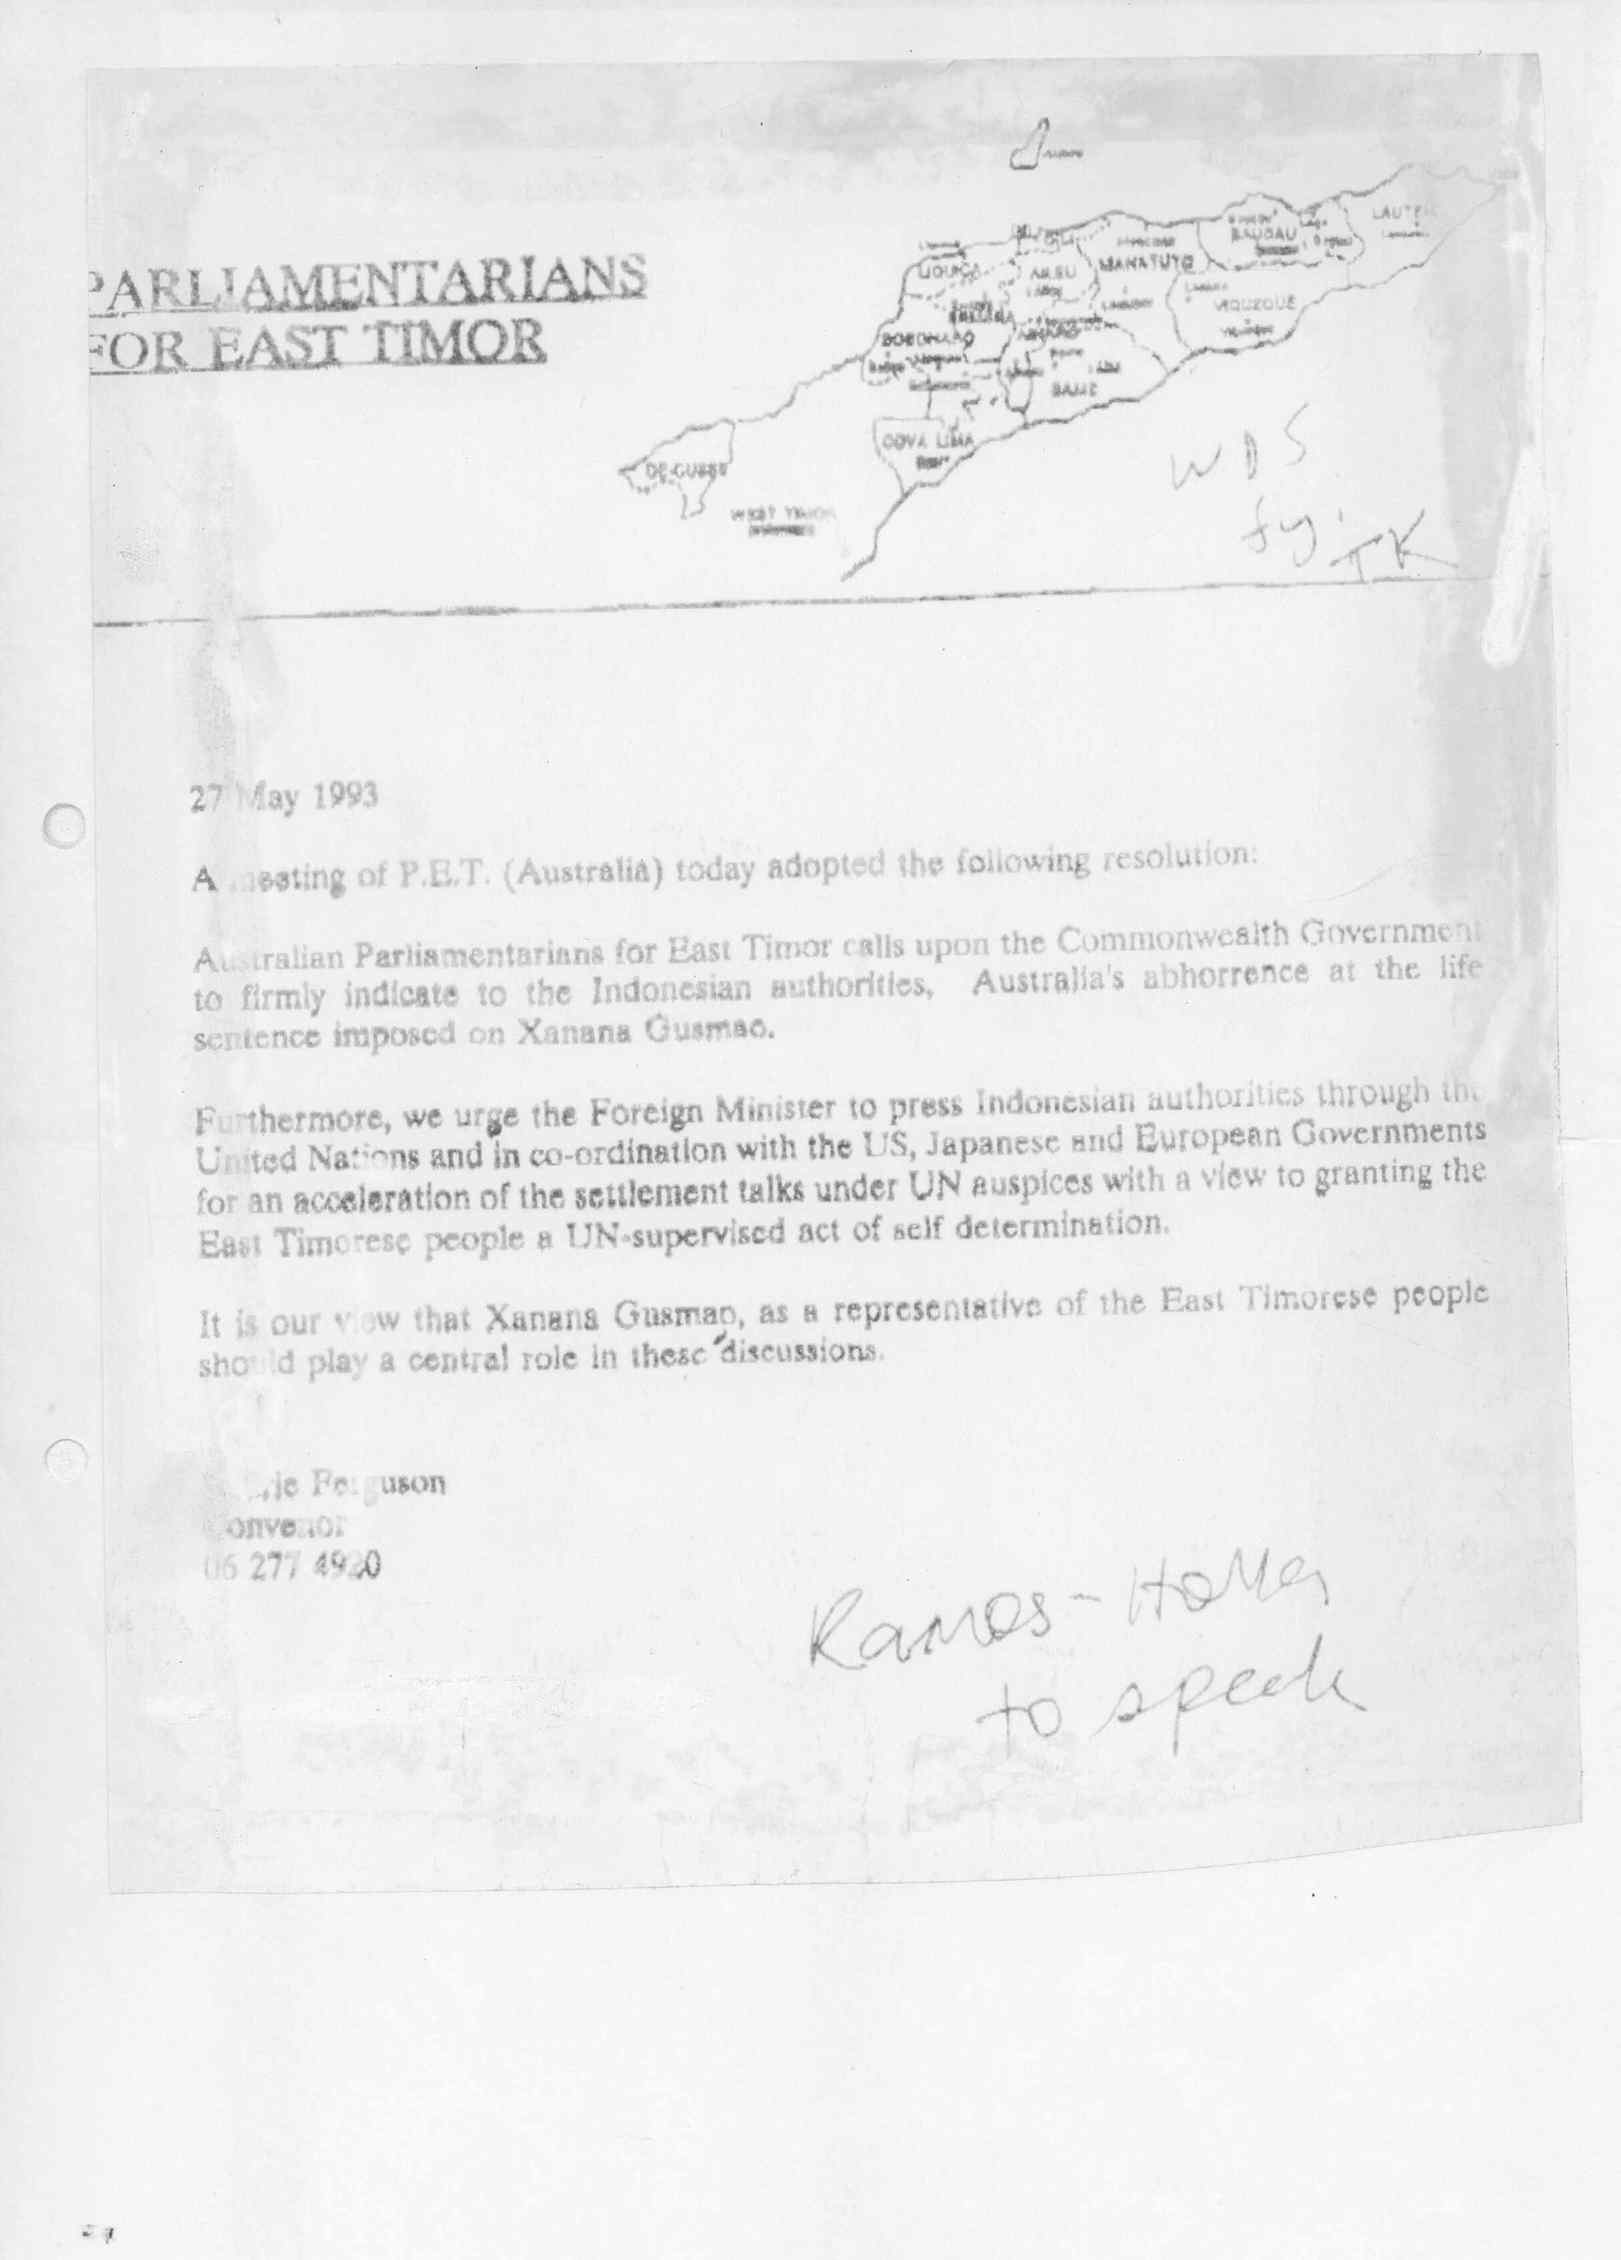 PARLIAMENTARIANS
FOR EAST TIMOR
LAUTEM
BAUCAU
MANATUTO
VIQUEQUE
BOBONARO
SAME
COVA LIMA
OE-CUSSE
WEST TIMOR
WDS
fyi
TK
27 May 1993
A meeting of P.E.T. (Australia) today adopted the following resolution:
Australian Parliamentarians for East Timor calls upon the Commonwealth Government
to firmly indicate to the Indonesian authorities, Australia's abhorrence at the life
sentence imposed on Xanana Gusmao.
Furthermore, we urge the Foreign Minister to press Indonesian authorities through the
United Nations and in co-ordination with the US, Japanese and European Governments
for an acceleration of the settlement talks under UN auspices with a view to granting the
East Timorese people a UN-supervised act of self determination.
It is our view that Xanana Gusmao, as a representative of the East Timorese people
should play a central role in these discussions.
Ferguson
Convenor
06 277 4920
Ramos-Horta
to speak